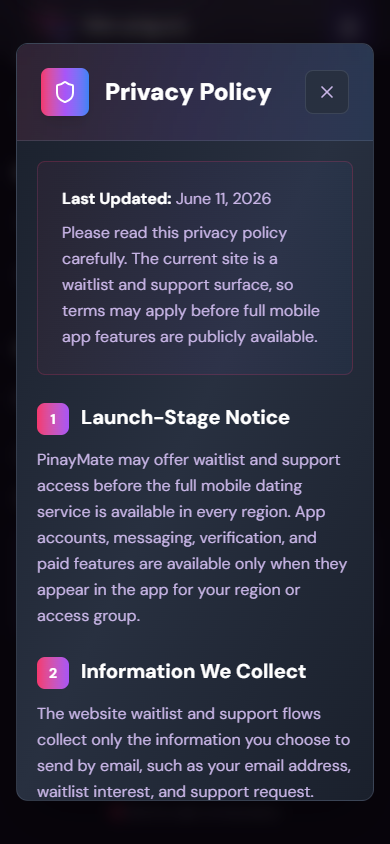 Privacy Policy
Last Updated: June 11, 2026
Please read this privacy policy
carefully. The current site is a
waitlist and support surface, so
terms may apply before full mobile
app features are publicly available.
1 Launch-Stage Notice
PinayMate may offer waitlist and support
access before the full mobile dating
service is available in every region. App
accounts, messaging, verification, and
paid features are available only when they
appear in the app for your region or
access group.
2 Information We Collect
The website waitlist and support flows
collect only the information you choose to
send by email, such as your email address,
waitlist interest, and support request.